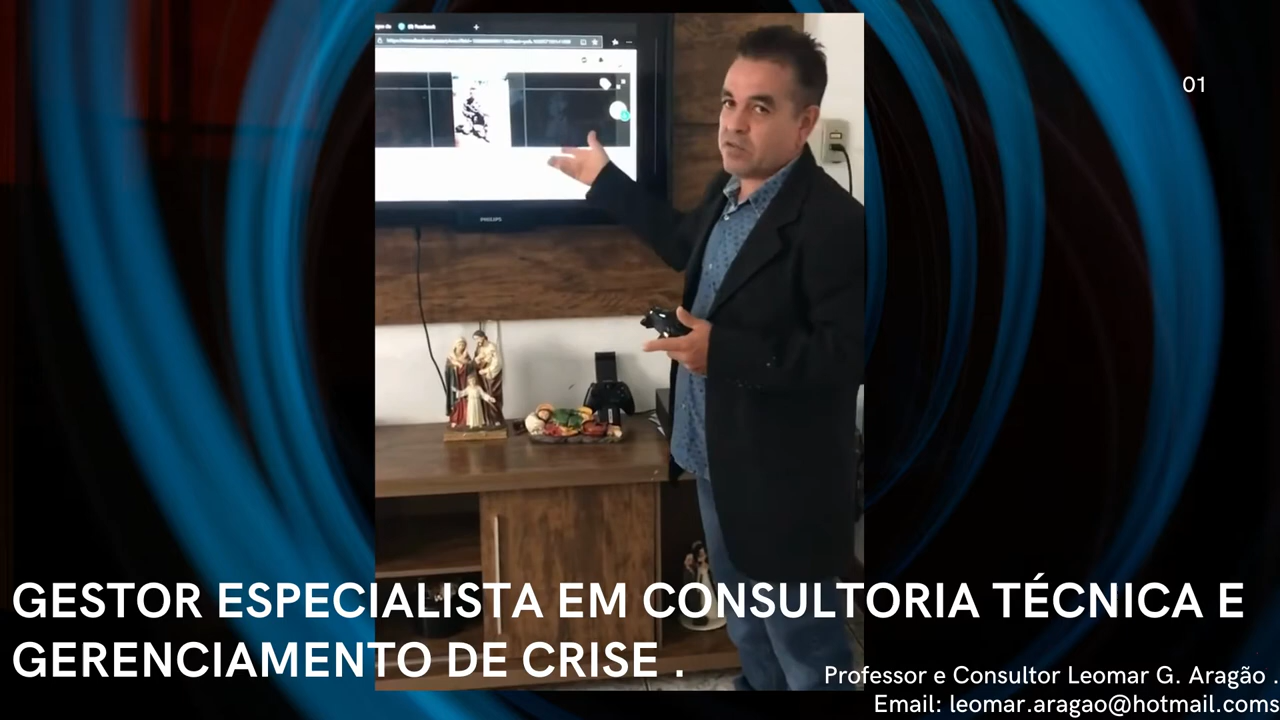 Facebook
01
PHILIPS
GESTOR ESPECIALISTA EM CONSULTORIA TÉCNICA E
GERENCIAMENTO DE CRISE .
Professor e Consultor Leomar G. Aragão .
Email: leomar.aragao@hotmail.coms